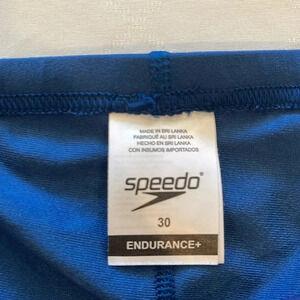 MADE IN SRI LANKA
FABRIQUÉ AU SRI LANKA
HECHO EN SRI LANKA
CON INSUMOS IMPORTADOS
speedo®
30
ENDURANCE+